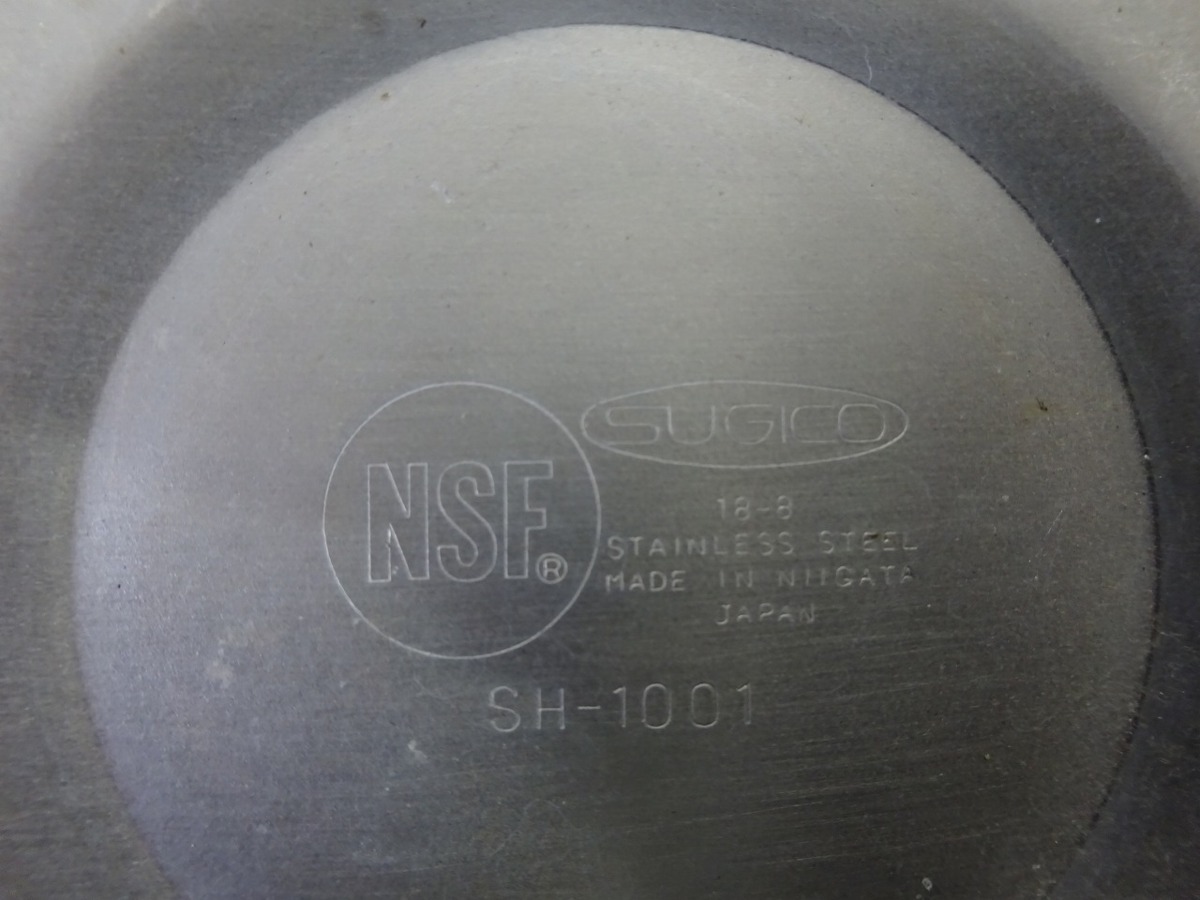 NSF®
SUGICO
18-8
STAINLESS STEEL
MADE IN NIIGATA
JAPAN
SH-1001